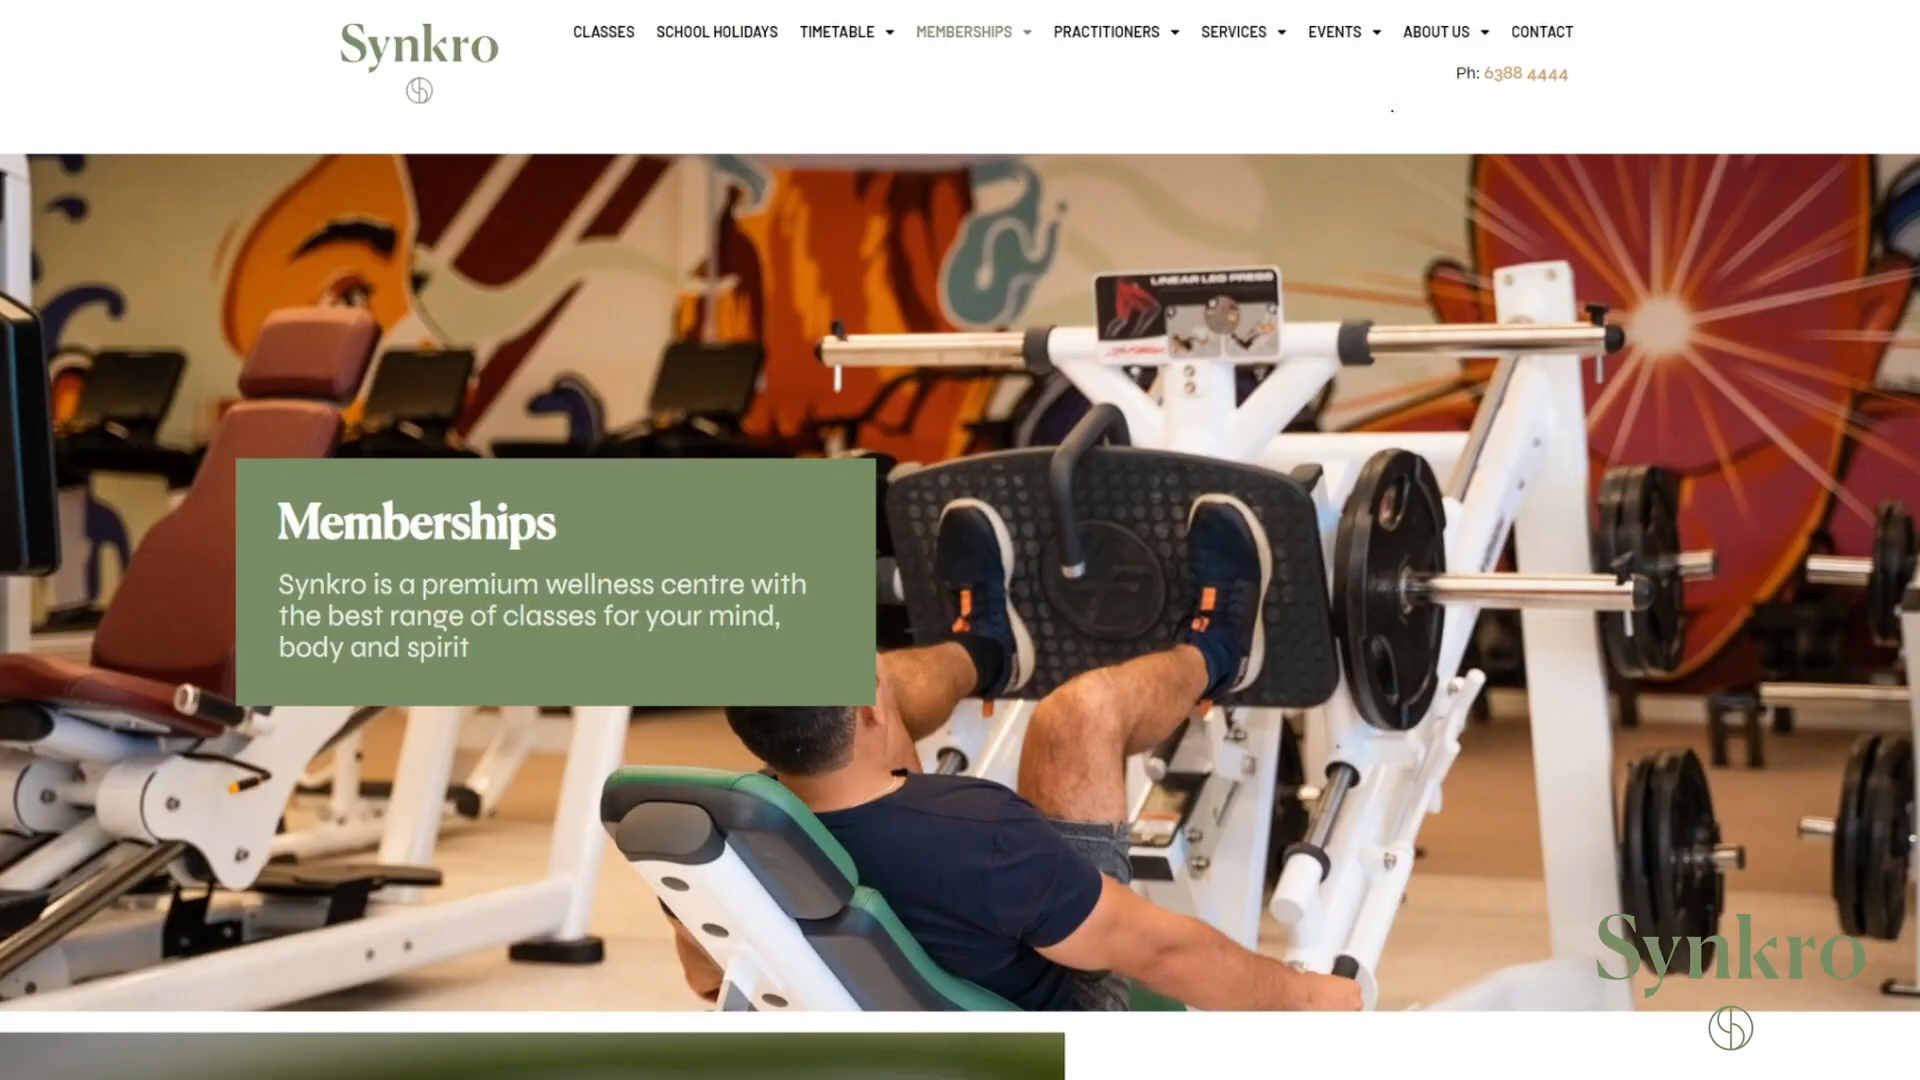 Synkro
CLASSES SCHOOL HOLIDAYS TIMETABLE MEMBERSHIPS PRACTITIONERS SERVICES EVENTS ABOUT US CONTACT
Ph: 6388 4444
LINEAR LEG PRESS
Memberships
Synkro is a premium wellness centre with
the best range of classes for your mind,
body and spirit
Synkro